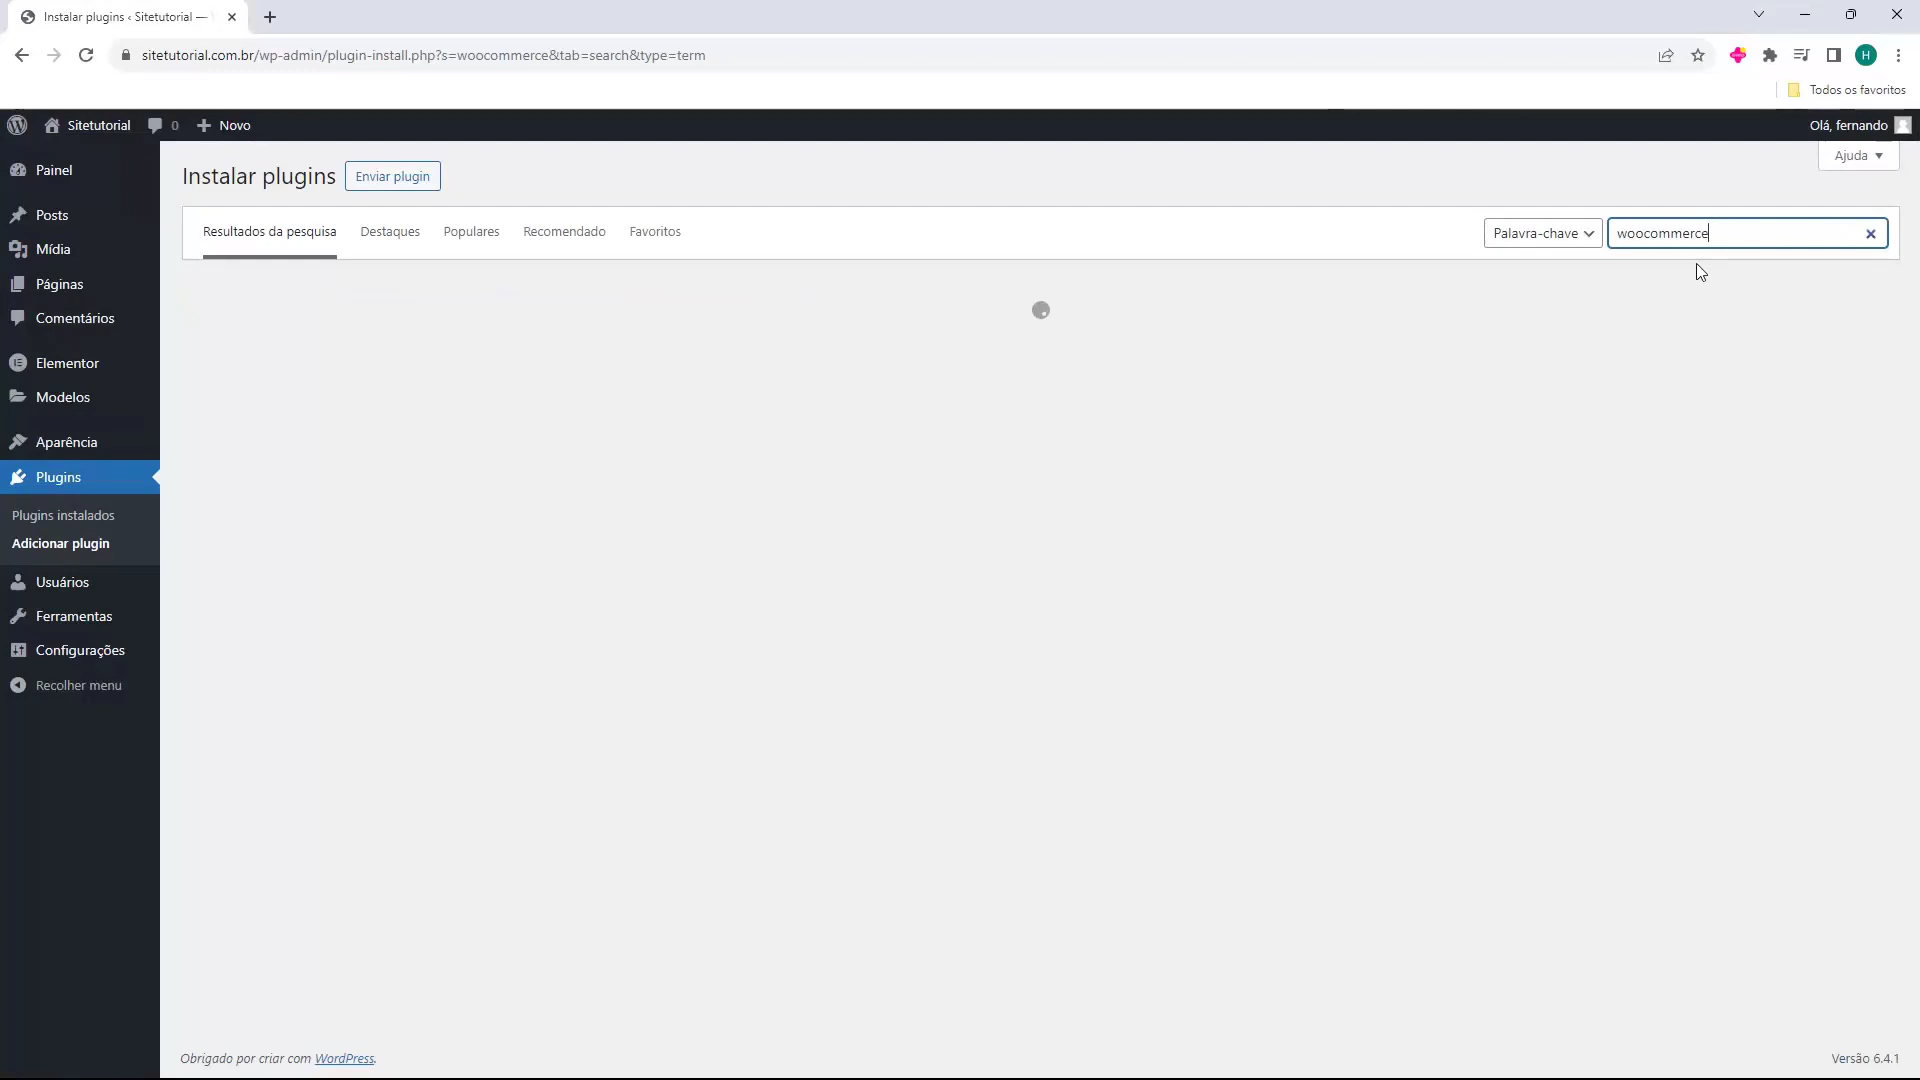 Instalar plugins ‹ Sitetutorial —
sitetutorial.com.br/wp-admin/plugin-install.php?s=woocommerce&tab=search&type=term
H
Todos os favoritos
Sitetutorial
0
Novo
Olá, fernando
Painel
Posts
Mídia
Páginas
Comentários
Elementor
Modelos
Aparência
Plugins
Plugins instalados
Adicionar plugin
Usuários
Ferramentas
Configurações
Recolher menu
Ajuda
Instalar plugins
Enviar plugin
Resultados da pesquisa
Destaques
Populares
Recomendado
Favoritos
Palavra-chave
woocommerce
Obrigado por criar com WordPress.
Versão 6.4.1